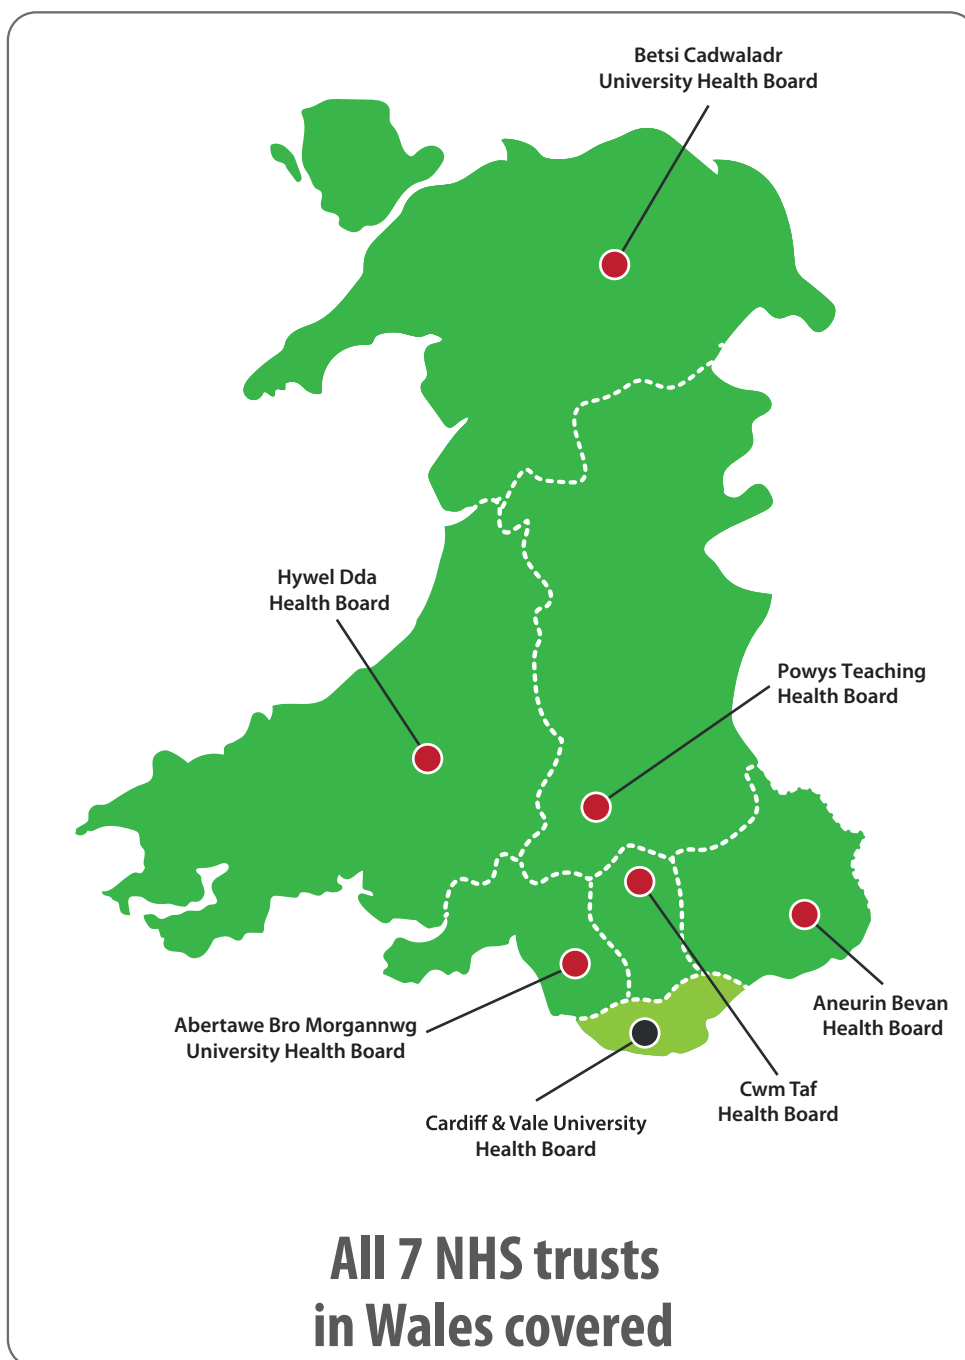 Betsi Cadwaladr
University Health Board
Hywel Dda
Health Board
Powys Teaching
Health Board
Aneurin Bevan
Health Board
Abertawe Bro Morgannwg
University Health Board
Cwm Taf
Health Board
Cardiff & Vale University
Health Board
All 7 NHS trusts
in Wales covered